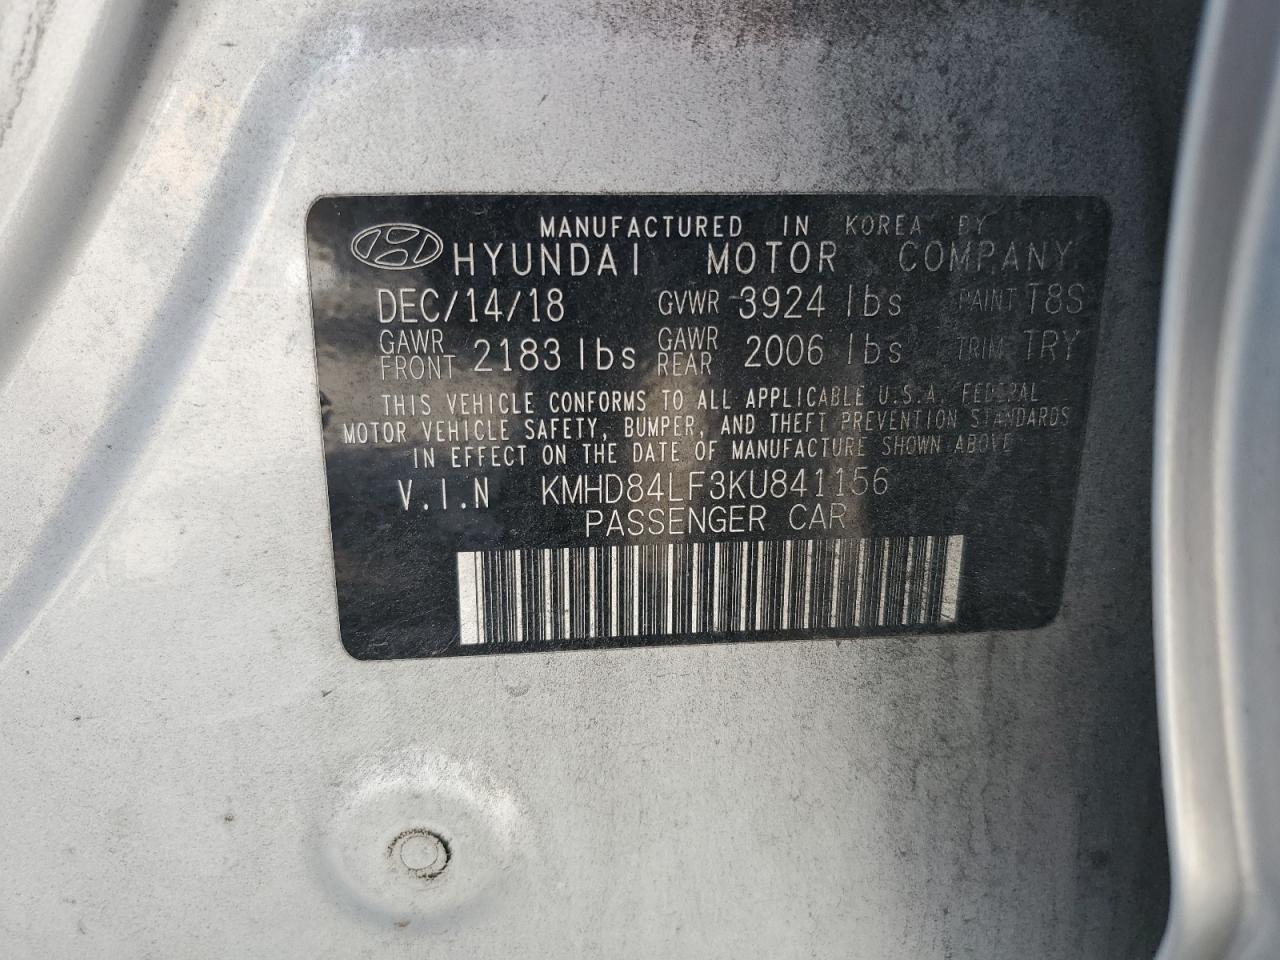 MANUFACTURED IN KOREA BY
HYUNDAI MOTOR COMPANY
DEC/14/18 GVWR 3924 lbs PAINT T8S
GAWR FRONT 2183 lbs GAWR REAR 2006 lbs TRIM TRY
THIS VEHICLE CONFORMS TO ALL APPLICABLE U.S.A. FEDERAL
MOTOR VEHICLE SAFETY, BUMPER, AND THEFT PREVENTION STANDARDS
IN EFFECT ON THE DATE OF MANUFACTURE SHOWN ABOVE
V.I.N KMHD84LF3KU841156
PASSENGER CAR